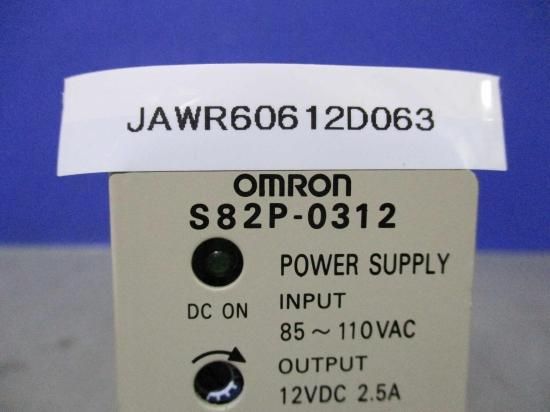 JAWR60612D063
OMRON
S82P-0312
POWER SUPPLY
DC ON
INPUT
85～110VAC
OUTPUT
12VDC 2.5A